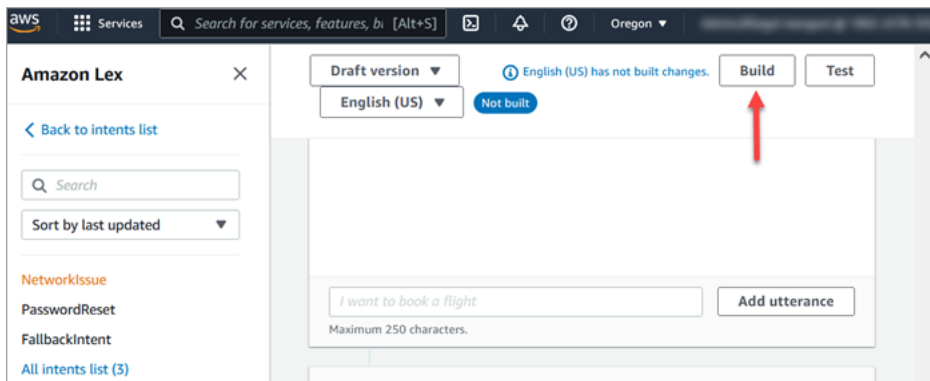 aws Services Search for services, features, bl [Alt+S] Oregon ▼
Amazon Lex
Back to intents list
Search
Sort by last updated ▼
NetworkIssue
PasswordReset
FallbackIntent
All intents list (3)
Draft version ▼
English (US) has not built changes.
Build
Test
English (US) ▼
Not built
I want to book a flight
Add utterance
Maximum 250 characters.